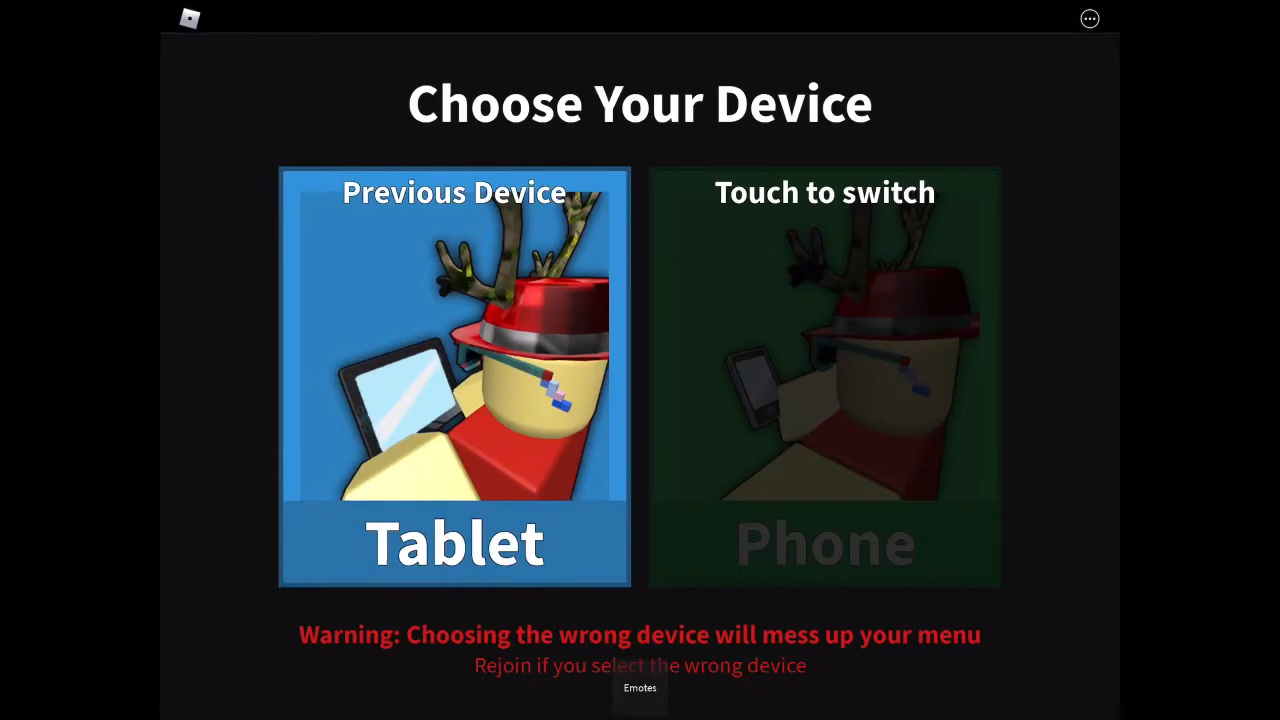 Choose Your Device
Previous Device
Touch to switch
Tablet
Phone
Warning: Choosing the wrong device will mess up your menu
Rejoin if you select the wrong device
Emotes